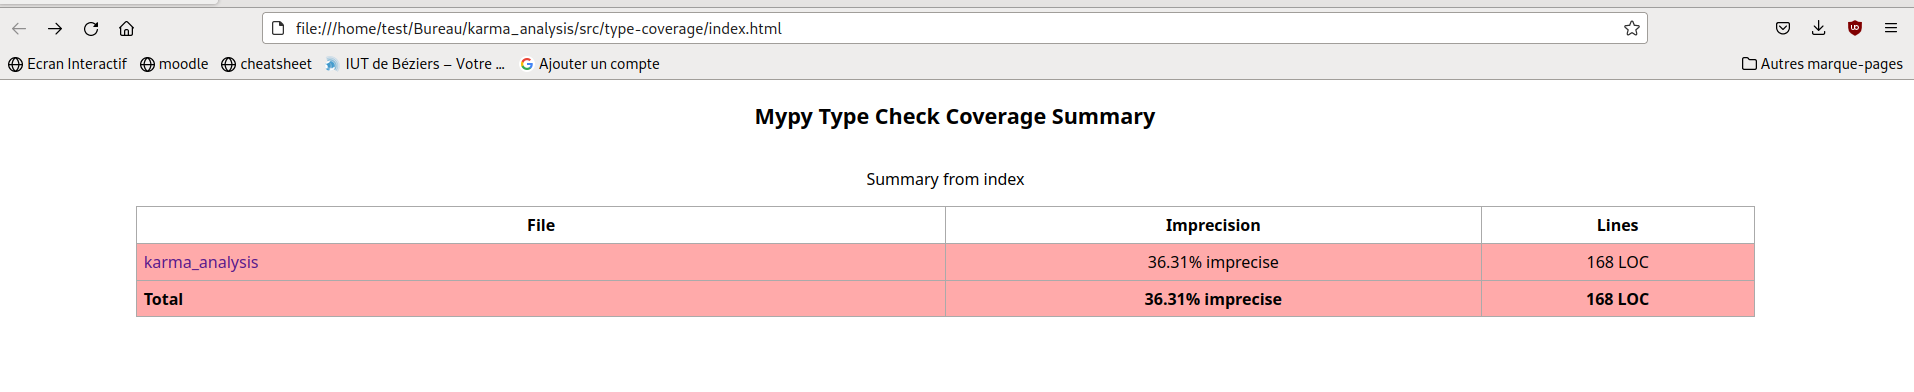 file:///home/test/Bureau/karma_analysis/src/type-coverage/index.html
Ecran Interactif moodle cheatsheet IUT de Béziers – Votre ... Ajouter un compte Autres marque-pages
Mypy Type Check Coverage Summary
Summary from index
File Imprecision Lines
karma_analysis 36.31% imprecise 168 LOC
Total 36.31% imprecise 168 LOC